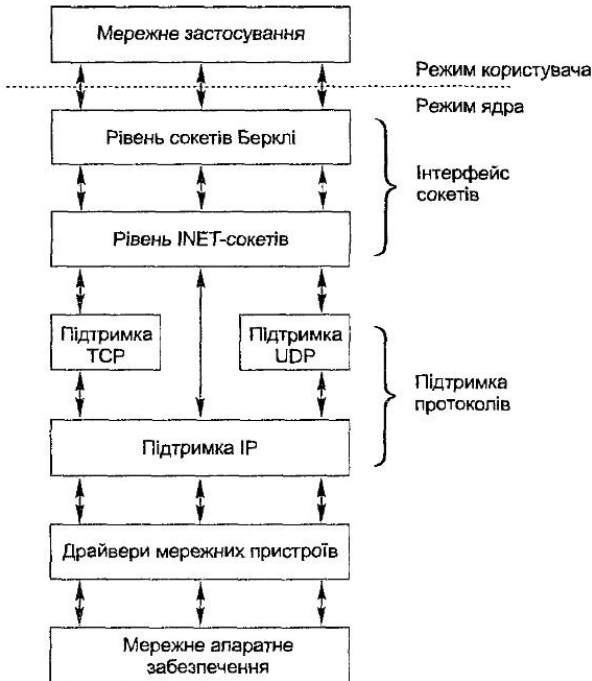 Мережне застосування
Режим користувача
Режим ядра
Рівень сокетів Берклі
Інтерфейс
сокетів
Рівень INET-сокетів
Підтримка
TCP
Підтримка
UDP
Підтримка
протоколів
Підтримка IP
Драйвери мережних пристроїв
Мережне апаратне
забезпечення